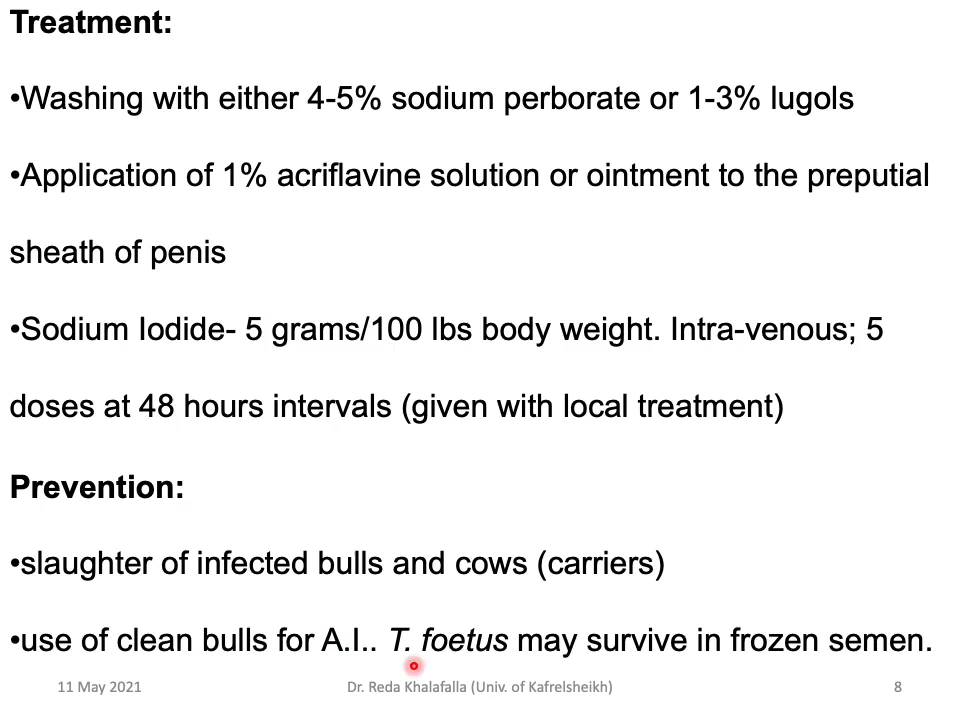 Treatment:
•Washing with either 4-5% sodium perborate or 1-3% lugols
•Application of 1% acriflavine solution or ointment to the preputial
sheath of penis
•Sodium Iodide- 5 grams/100 lbs body weight. Intra-venous; 5
doses at 48 hours intervals (given with local treatment)
Prevention:
•slaughter of infected bulls and cows (carriers)
•use of clean bulls for A.I.. T. foetus may survive in frozen semen.
11 May 2021 Dr. Reda Khalafalla (Univ. of Kafrelsheikh) 8